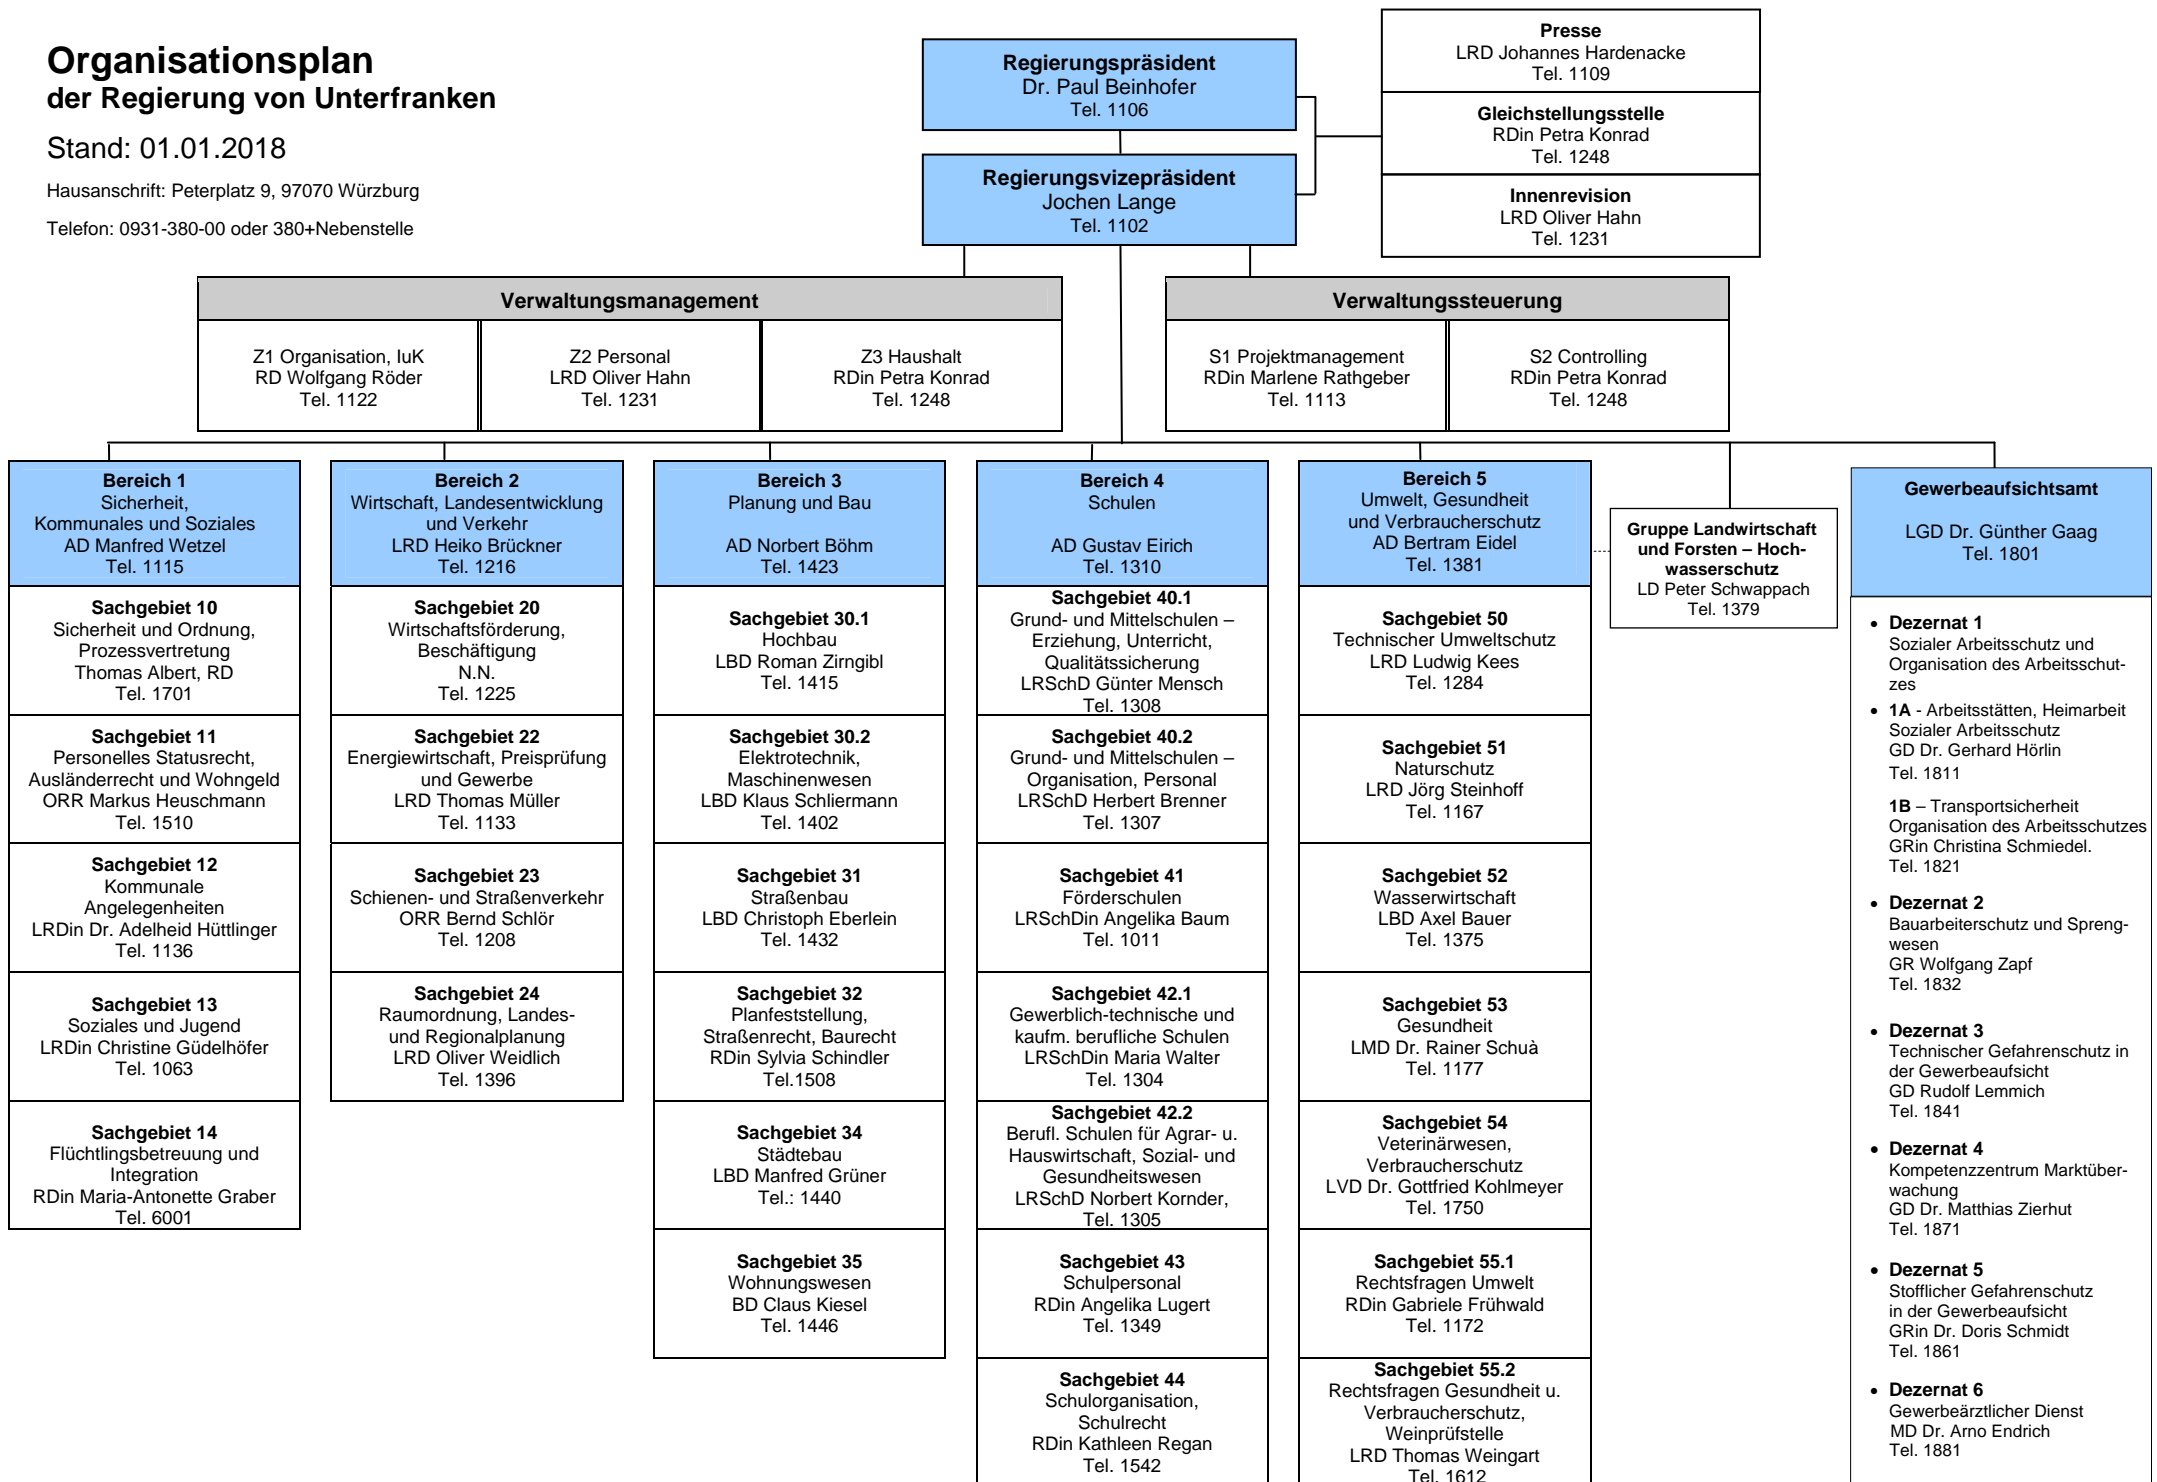 Organisationsplan
der Regierung von Unterfranken
Stand: 01.01.2018
Hausanschrift: Peterplatz 9, 97070 Würzburg
Telefon: 0931-380-00 oder 380+Nebenstelle
Regierungspräsident
Dr. Paul Beinhofer
Tel. 1106
Regierungsvizepräsident
Jochen Lange
Tel. 1102
Presse
LRD Johannes Hardenacke
Tel. 1109
Gleichstellungsstelle
RDin Petra Konrad
Tel. 1248
Innenrevision
LRD Oliver Hahn
Tel. 1231
Verwaltungsmanagement
Z1 Organisation, IuK
RD Wolfgang Röder
Tel. 1122
Z2 Personal
LRD Oliver Hahn
Tel. 1231
Z3 Haushalt
RDin Petra Konrad
Tel. 1248
Verwaltungssteuerung
S1 Projektmanagement
RDin Marlene Rathgeber
Tel. 1113
S2 Controlling
RDin Petra Konrad
Tel. 1248
Bereich 1
Sicherheit,
Kommunales und Soziales
AD Manfred Wetzel
Tel. 1115
Sachgebiet 10
Sicherheit und Ordnung,
Prozessvertretung
Thomas Albert, RD
Tel. 1701
Sachgebiet 11
Personelles Statusrecht,
Ausländerrecht und Wohngeld
ORR Markus Heuschmann
Tel. 1510
Sachgebiet 12
Kommunale
Angelegenheiten
LRDin Dr. Adelheid Hüttlinger
Tel. 1136
Sachgebiet 13
Soziales und Jugend
LRDin Christine Güdelhöfer
Tel. 1063
Sachgebiet 14
Flüchtlingsbetreuung und
Integration
RDin Maria-Antonette Graber
Tel. 6001
Bereich 2
Wirtschaft, Landesentwicklung
und Verkehr
LRD Heiko Brückner
Tel. 1216
Sachgebiet 20
Wirtschaftsförderung,
Beschäftigung
N.N.
Tel. 1225
Sachgebiet 22
Energiewirtschaft, Preisprüfung
und Gewerbe
LRD Thomas Müller
Tel. 1133
Sachgebiet 23
Schienen- und Straßenverkehr
ORR Bernd Schlör
Tel. 1208
Sachgebiet 24
Raumordnung, Landes-
und Regionalplanung
LRD Oliver Weidlich
Tel. 1396
Bereich 3
Planung und Bau
AD Norbert Böhm
Tel. 1423
Sachgebiet 30.1
Hochbau
LBD Roman Zirngibl
Tel. 1415
Sachgebiet 30.2
Elektrotechnik,
Maschinenwesen
LBD Klaus Schliermann
Tel. 1402
Sachgebiet 31
Straßenbau
LBD Christoph Eberlein
Tel. 1432
Sachgebiet 32
Planfeststellung,
Straßenrecht, Baurecht
RDin Sylvia Schindler
Tel.1508
Sachgebiet 34
Städtebau
LBD Manfred Grüner
Tel.: 1440
Sachgebiet 35
Wohnungswesen
BD Claus Kiesel
Tel. 1446
Bereich 4
Schulen
AD Gustav Eirich
Tel. 1310
Sachgebiet 40.1
Grund- und Mittelschulen –
Erziehung, Unterricht,
Qualitätssicherung
LRSchD Günter Mensch
Tel. 1308
Sachgebiet 40.2
Grund- und Mittelschulen –
Organisation, Personal
LRSchD Herbert Brenner
Tel. 1307
Sachgebiet 41
Förderschulen
LRSchDin Angelika Baum
Tel. 1011
Sachgebiet 42.1
Gewerblich-technische und
kaufm. berufliche Schulen
LRSchDin Maria Walter
Tel. 1304
Sachgebiet 42.2
Berufl. Schulen für Agrar- u.
Hauswirtschaft, Sozial- und
Gesundheitswesen
LRSchD Norbert Kornder,
Tel. 1305
Sachgebiet 43
Schulpersonal
RDin Angelika Lugert
Tel. 1349
Sachgebiet 44
Schulorganisation,
Schulrecht
RDin Kathleen Regan
Tel. 1542
Bereich 5
Umwelt, Gesundheit
und Verbraucherschutz
AD Bertram Eidel
Tel. 1381
Sachgebiet 50
Technischer Umweltschutz
LRD Ludwig Kees
Tel. 1284
Sachgebiet 51
Naturschutz
LRD Jörg Steinhoff
Tel. 1167
Sachgebiet 52
Wasserwirtschaft
LBD Axel Bauer
Tel. 1375
Sachgebiet 53
Gesundheit
LMD Dr. Rainer Schuà
Tel. 1177
Sachgebiet 54
Veterinärwesen,
Verbraucherschutz
LVD Dr. Gottfried Kohlmeyer
Tel. 1750
Sachgebiet 55.1
Rechtsfragen Umwelt
RDin Gabriele Frühwald
Tel. 1172
Sachgebiet 55.2
Rechtsfragen Gesundheit u.
Verbraucherschutz,
Weinprüfstelle
LRD Thomas Weingart
Tel. 1612
Gruppe Landwirtschaft
und Forsten – Hoch-
wasserschutz
LD Peter Schwappach
Tel. 1379
Gewerbeaufsichtsamt
LGD Dr. Günther Gaag
Tel. 1801
• Dezernat 1
Sozialer Arbeitsschutz und
Organisation des Arbeitsschut-
zes
• 1A - Arbeitsstätten, Heimarbeit
Sozialer Arbeitsschutz
GD Dr. Gerhard Hörlin
Tel. 1811
1B – Transportsicherheit
Organisation des Arbeitsschutzes
GRin Christina Schmiedel.
Tel. 1821
• Dezernat 2
Bauarbeiterschutz und Spreng-
wesen
GR Wolfgang Zapf
Tel. 1832
• Dezernat 3
Technischer Gefahrenschutz in
der Gewerbeaufsicht
GD Rudolf Lemmich
Tel. 1841
• Dezernat 4
Kompetenzzentrum Marktüber-
wachung
GD Dr. Matthias Zierhut
Tel. 1871
• Dezernat 5
Stofflicher Gefahrenschutz
in der Gewerbeaufsicht
GRin Dr. Doris Schmidt
Tel. 1861
• Dezernat 6
Gewerbeärztlicher Dienst
MD Dr. Arno Endrich
Tel. 1881